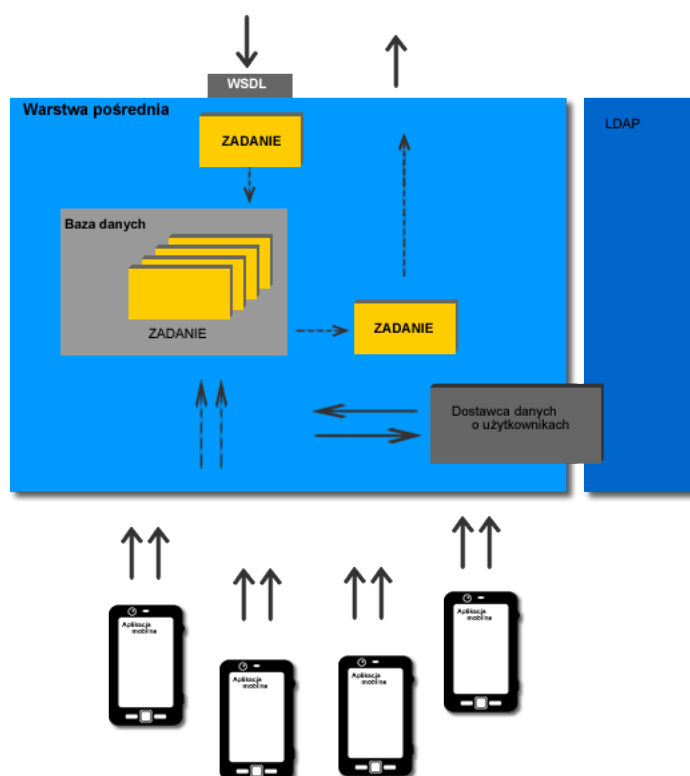 WSDL
Warstwa pośrednia
LDAP
ZADANIE
Baza danych
ZADANIE
ZADANIE
Dostawca danych
o użytkownikach
Aplikacja
mobilna
Aplikacja
mobilna
Aplikacja
mobilna
Aplikacja
mobilna